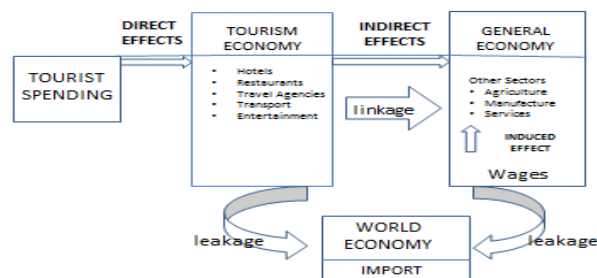 DIRECT
EFFECTS
TOURISM
ECONOMY
INDIRECT
EFFECTS
GENERAL
ECONOMY
TOURIST
SPENDING
• Hotels
• Restaurants
• Travel Agencies
• Transport
• Entertainment
linkage
Other Sectors
• Agriculture
• Manufacture
• Services
INDUCED
EFFECT
Wages
leakage
WORLD
ECONOMY
IMPORT
leakage